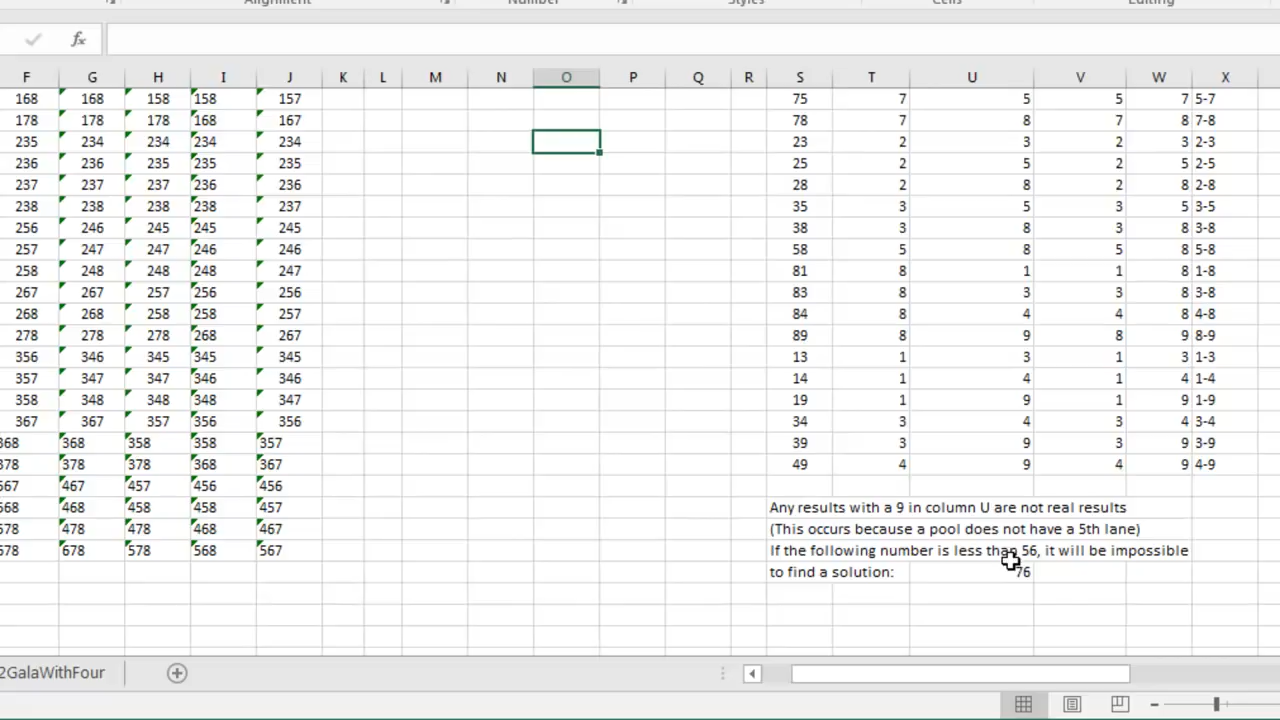 Alignment Number Styles Cells Editing
fx
F G H I J K L M N O P Q R S T U V W X
168 168 158 158 157 75 7 5 5 7 5-7
178 178 178 168 167 78 7 8 7 8 7-8
235 234 234 234 234 23 2 3 2 3 2-3
236 236 235 235 235 25 2 5 2 5 2-5
237 237 237 236 236 28 2 8 2 8 2-8
238 238 238 238 237 35 3 5 3 5 3-5
256 246 245 245 245 38 3 8 3 8 3-8
257 247 247 247 246 58 5 8 5 8 5-8
258 248 248 248 247 81 8 1 1 8 1-8
267 267 257 256 256 83 8 3 3 8 3-8
268 268 258 258 257 84 8 4 4 8 4-8
278 278 278 268 267 89 8 9 8 9 8-9
356 346 345 345 345 13 1 3 1 3 1-3
357 347 347 346 346 14 1 4 1 4 1-4
358 348 348 348 347 19 1 9 1 9 1-9
367 367 357 356 356 34 3 4 3 4 3-4
368 368 358 358 357 39 3 9 3 9 3-9
378 378 378 368 367 49 4 9 4 9 4-9
567 467 457 456 456
568 468 458 458 457 Any results with a 9 in column U are not real results
578 478 478 468 467 (This occurs because a pool does not have a 5th lane)
678 678 578 568 567 If the following number is less than 56, it will be impossible
to find a solution: 76
2GalaWithFour